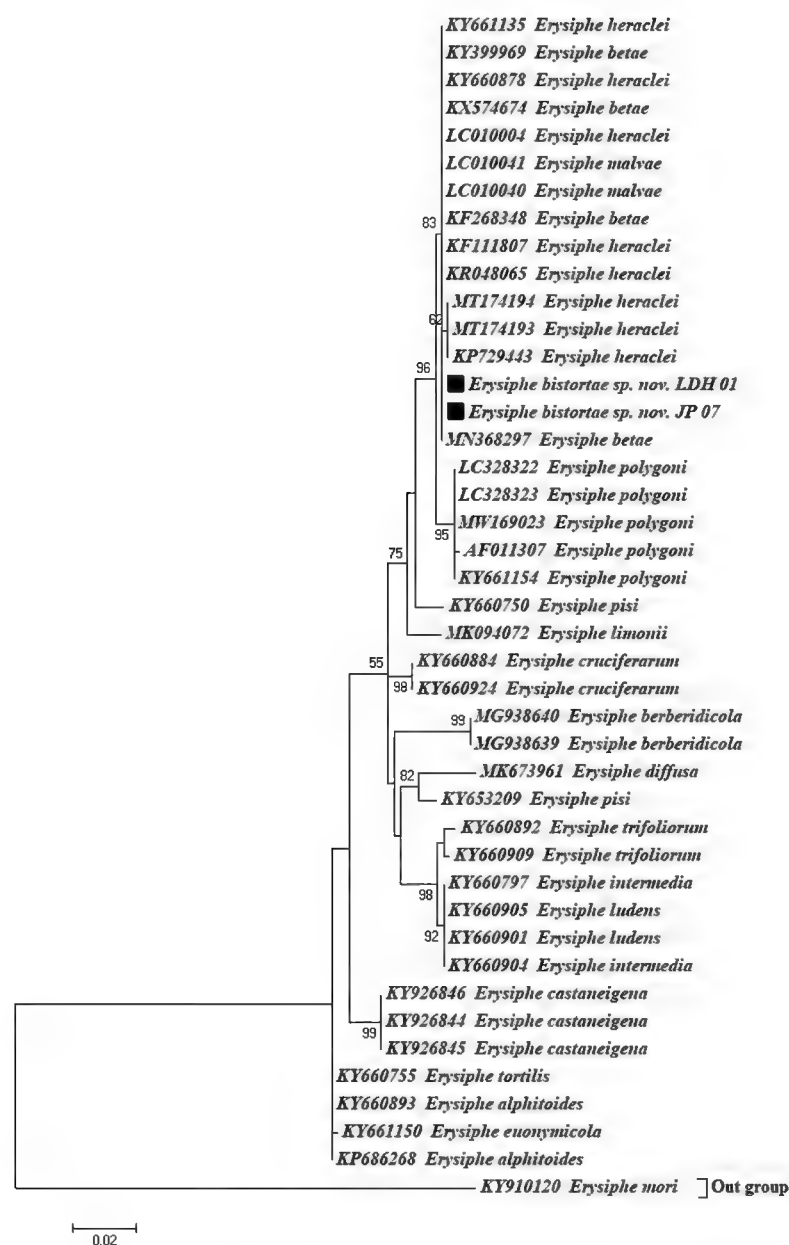 KY661135 Erysiphe heraclei
KY399969 Erysiphe betae
KY660878 Erysiphe heraclei
KX574674 Erysiphe betae
LC010004 Erysiphe heraclei
LC010041 Erysiphe malvae
LC010040 Erysiphe malvae
83
KF268348 Erysiphe betae
KF111807 Erysiphe heraclei
KR048065 Erysiphe heraclei
MT174194 Erysiphe heraclei
62
MT174193 Erysiphe heraclei
KP729443 Erysiphe heraclei
96
Erysiphe bistortae sp. nov. LDH 01
Erysiphe bistortae sp. nov. JP 07
MN368297 Erysiphe betae
LC328322 Erysiphe polygoni
LC328323 Erysiphe polygoni
MW169023 Erysiphe polygoni
95
75
AF011307 Erysiphe polygoni
KY661154 Erysiphe polygoni
KY660750 Erysiphe pisi
MK094072 Erysiphe limonii
55
KY660884 Erysiphe cruciferarum
98
KY660924 Erysiphe cruciferarum
99
MG938640 Erysiphe berberidicola
MG938639 Erysiphe berberidicola
82
MK673961 Erysiphe diffusa
KY653209 Erysiphe pisi
KY660892 Erysiphe trifoliorum
KY660909 Erysiphe trifoliorum
KY660797 Erysiphe intermedia
98
KY660905 Erysiphe ludens
92
KY660901 Erysiphe ludens
KY660904 Erysiphe intermedia
KY926846 Erysiphe castaneigena
KY926844 Erysiphe castaneigena
99
KY926845 Erysiphe castaneigena
KY660755 Erysiphe tortilis
KY660893 Erysiphe alphitoides
KY661150 Erysiphe euonymicola
KP686268 Erysiphe alphitoides
KY910120 Erysiphe mori Out group
0.02